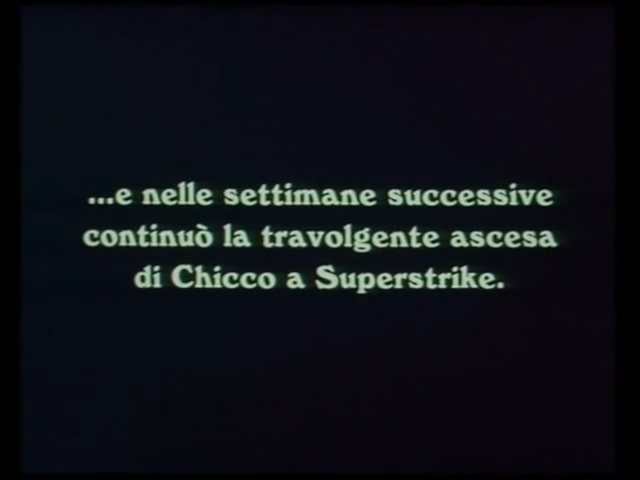 ...e nelle settimane successive
continuò la travolgente ascesa
di Chicco a Superstrike.